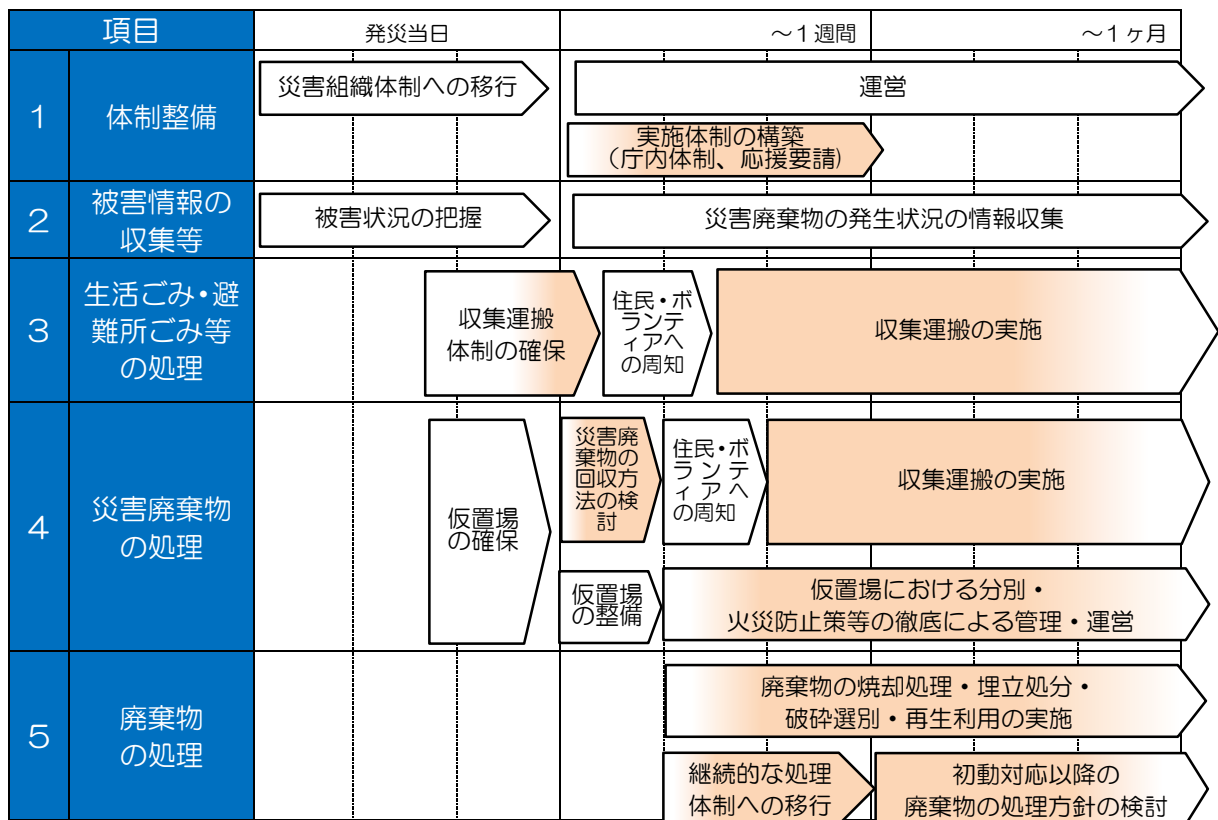 項目
発災当日
～１週間
～１ヶ月
1
体制整備
災害組織体制への移行
運営
実施体制の構築
（庁内体制、応援要請)
2
被害情報の
収集等
被害状況の把握
災害廃棄物の発生状況の情報収集
3
生活ごみ・避
難所ごみ等
の処理
収集運搬
体制の確保
住民・ボ
ランテ
ィアへ
の周知
収集運搬の実施
4
災害廃棄物
の処理
仮置場
の確保
災害廃
棄物の
回収方
法の検
討
住民・ボ
ランテ
ィアへ
の周知
収集運搬の実施
仮置場
の整備
仮置場における分別・
火災防止策等の徹底による管理・運営
5
廃棄物
の処理
廃棄物の焼却処理・埋立処分・
破砕選別・再生利用の実施
継続的な処理
体制への移行
初動対応以降の
廃棄物の処理方針の検討